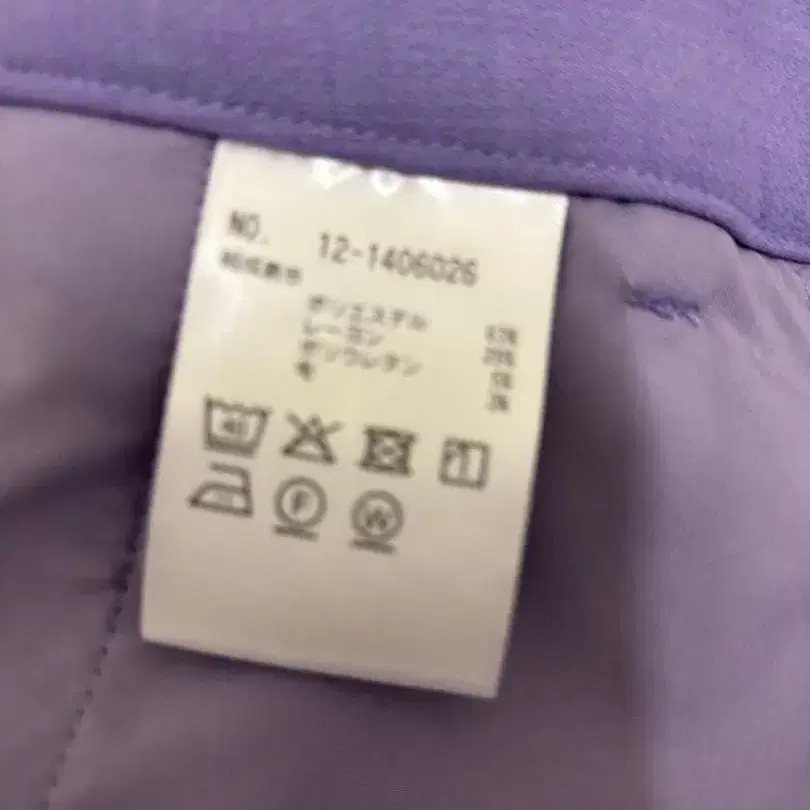 NO. 12-1406026
組成表示
ポリエステル
レーヨン
ポリウレタン
毛
40
F
W